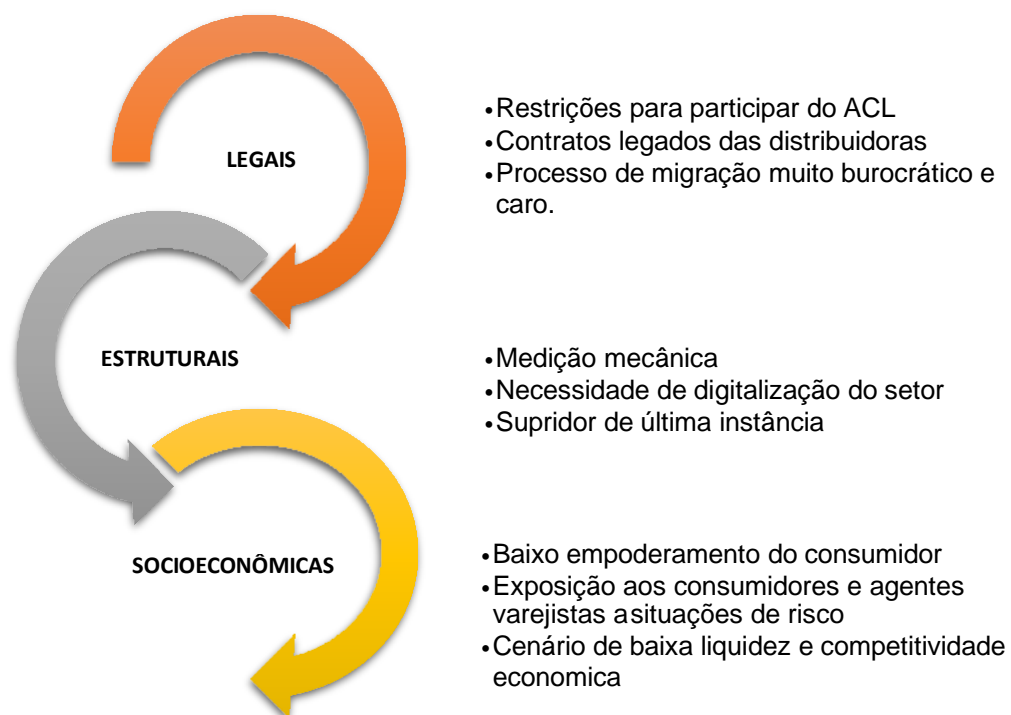 LEGAIS
•Restrições para participar do ACL
•Contratos legados das distribuidoras
•Processo de migração muito burocrático e
caro.
ESTRUTURAIS
•Medição mecânica
•Necessidade de digitalização do setor
•Supridor de última instância
SOCIOECONÔMICAS
•Baixo empoderamento do consumidor
•Exposição aos consumidores e agentes
varejistas asituações de risco
•Cenário de baixa liquidez e competitividade
economica